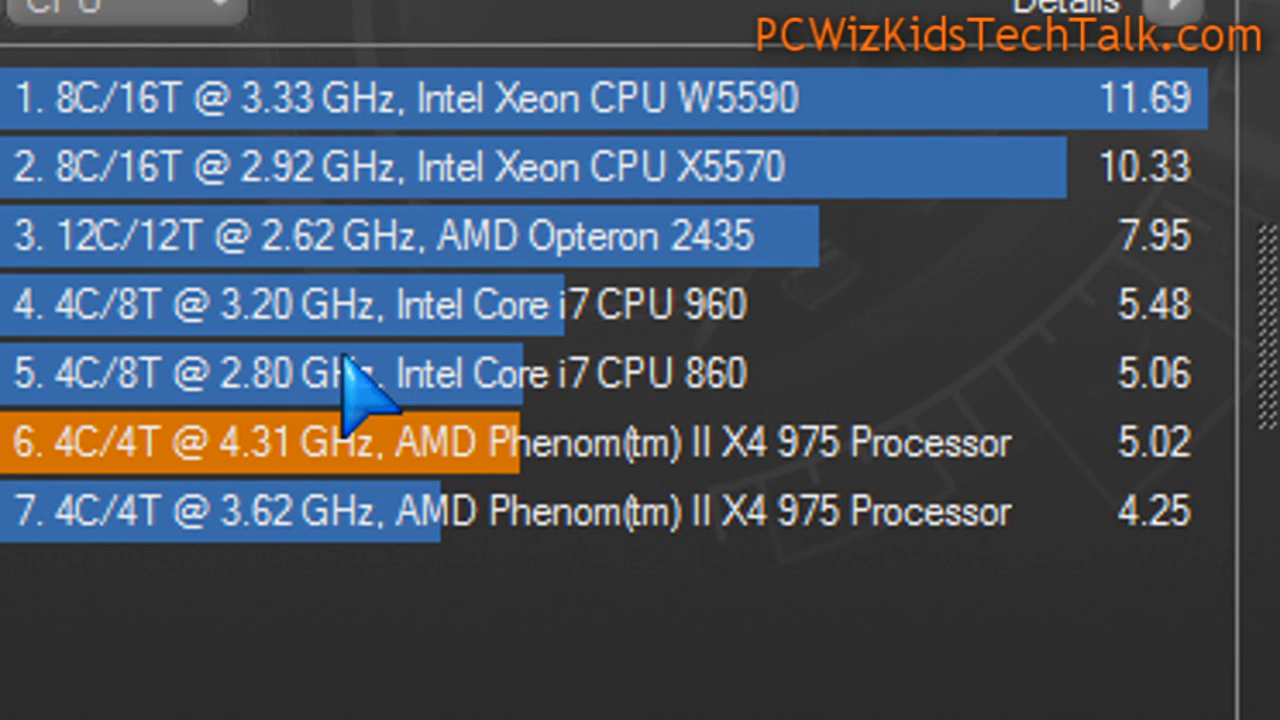 CPU
Details
PCWizKidsTechTalk.com
1. 8C/16T @ 3.33 GHz, Intel Xeon CPU W5590 11.69
2. 8C/16T @ 2.92 GHz, Intel Xeon CPU X5570 10.33
3. 12C/12T @ 2.62 GHz, AMD Opteron 2435 7.95
4. 4C/8T @ 3.20 GHz, Intel Core i7 CPU 960 5.48
5. 4C/8T @ 2.80 GHz, Intel Core i7 CPU 860 5.06
6. 4C/4T @ 4.31 GHz, AMD Phenom(tm) II X4 975 Processor 5.02
7. 4C/4T @ 3.62 GHz, AMD Phenom(tm) II X4 975 Processor 4.25